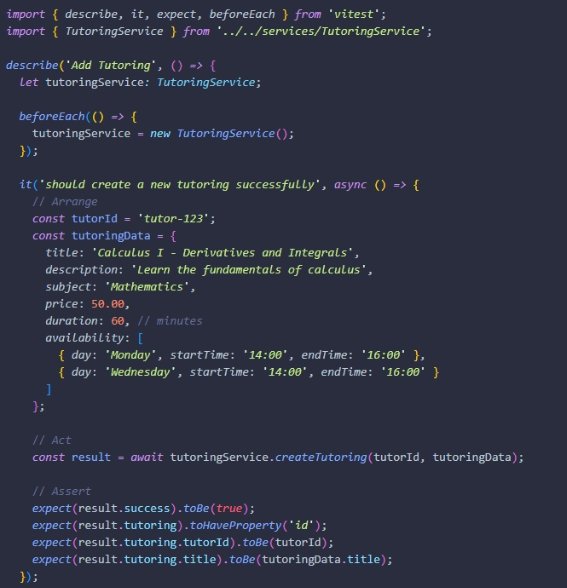 import { describe, it, expect, beforeEach } from 'vitest';
import { TutoringService } from '../../services/TutoringService';

describe('Add Tutoring', () => {
  let tutoringService: TutoringService;

  beforeEach(() => {
    tutoringService = new TutoringService();
  });

  it('should create a new tutoring successfully', async () => {
    // Arrange
    const tutorId = 'tutor-123';
    const tutoringData = {
      title: 'Calculus I - Derivatives and Integrals',
      description: 'Learn the fundamentals of calculus',
      subject: 'Mathematics',
      price: 50.00,
      duration: 60, // minutes
      availability: [
        { day: 'Monday', startTime: '14:00', endTime: '16:00' },
        { day: 'Wednesday', startTime: '14:00', endTime: '16:00' }
      ]
    };

    // Act
    const result = await tutoringService.createTutoring(tutorId, tutoringData);

    // Assert
    expect(result.success).toBe(true);
    expect(result.tutoring).toHaveProperty('id');
    expect(result.tutoring.tutorId).toBe(tutorId);
    expect(result.tutoring.title).toBe(tutoringData.title);
  });